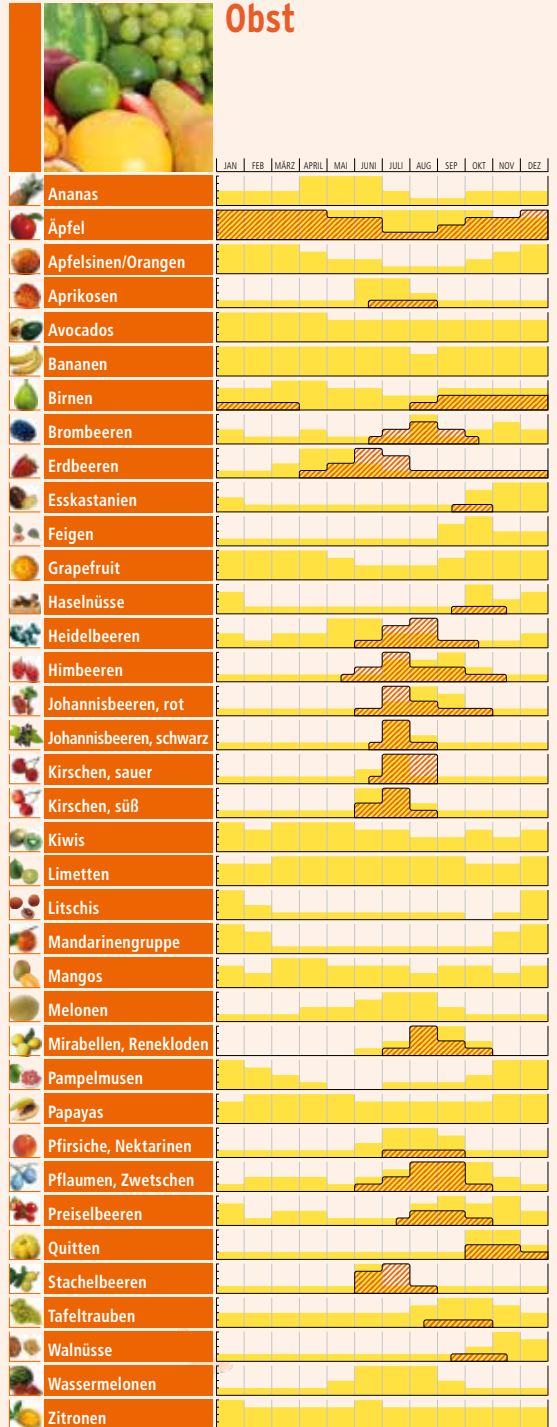 Obst
JAN FEB MÄRZ APRIL MAI JUNI JULI AUG SEP OKT NOV DEZ
Ananas
Äpfel
Apfelsinen/Orangen
Aprikosen
Avocados
Bananen
Birnen
Brombeeren
Erdbeeren
Esskastanien
Feigen
Grapefruit
Haselnüsse
Heidelbeeren
Himbeeren
Johannisbeeren, rot
Johannisbeeren, schwarz
Kirschen, sauer
Kirschen, süß
Kiwis
Limetten
Litschis
Mandarinengruppe
Mangos
Melonen
Mirabellen, Renekloden
Pampelmusen
Papayas
Pfirsiche, Nektarinen
Pflaumen, Zwetschen
Preiselbeeren
Quitten
Stachelbeeren
Tafeltrauben
Walnüsse
Wassermelonen
Zitronen